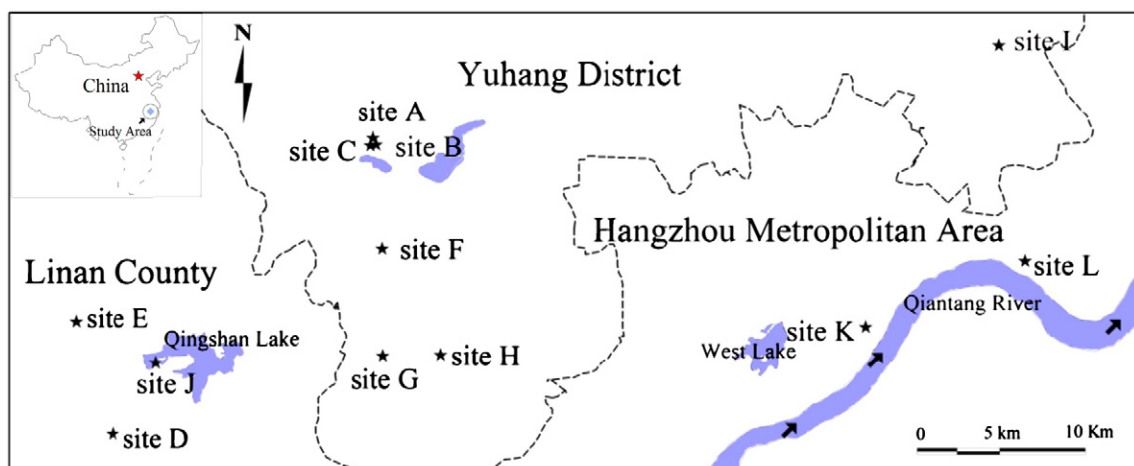 N
China
Study Area
Yuhang District
site I
site A
site C
site B
site F
Hangzhou Metropolitan Area
Linan County
site L
site E
Qingshan Lake
Qiantang River
site K
West Lake
site J
site G
site H
site D
0 5 Km 10 Km